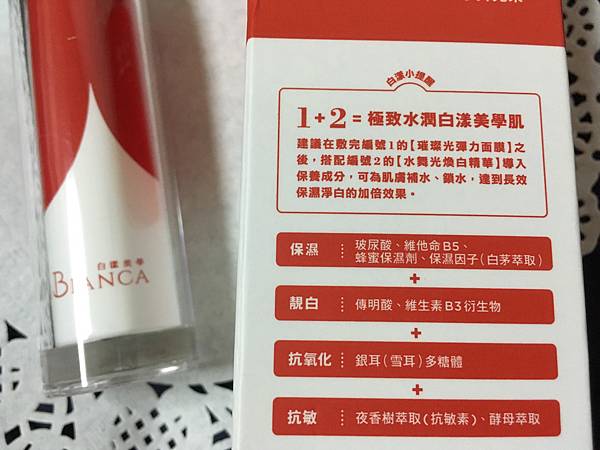 白漾小提醒
1+2=極致水潤白漾美學肌
建議在敷完編號1的【璀璨光彈力面膜】之
後,搭配編號2的【水舞光煥白精華】導入
保養成分,可為肌膚補水、鎖水,達到長效
保濕淨白的加倍效果。
保濕 玻尿酸、維他命B5、
蜂蜜保濕劑、保濕因子(白茅萃取)
+
靚白 傳明酸、維生素B3衍生物
+
抗氧化 銀耳(雪耳)多糖體
+
抗敏 夜香樹萃取(抗敏素)、酵母萃取
白漾美學
BIANCA